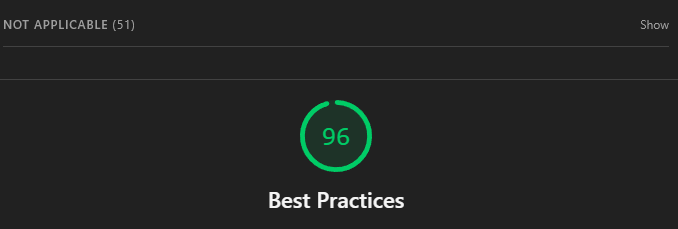 NOT APPLICABLE (51) Show
96
Best Practices